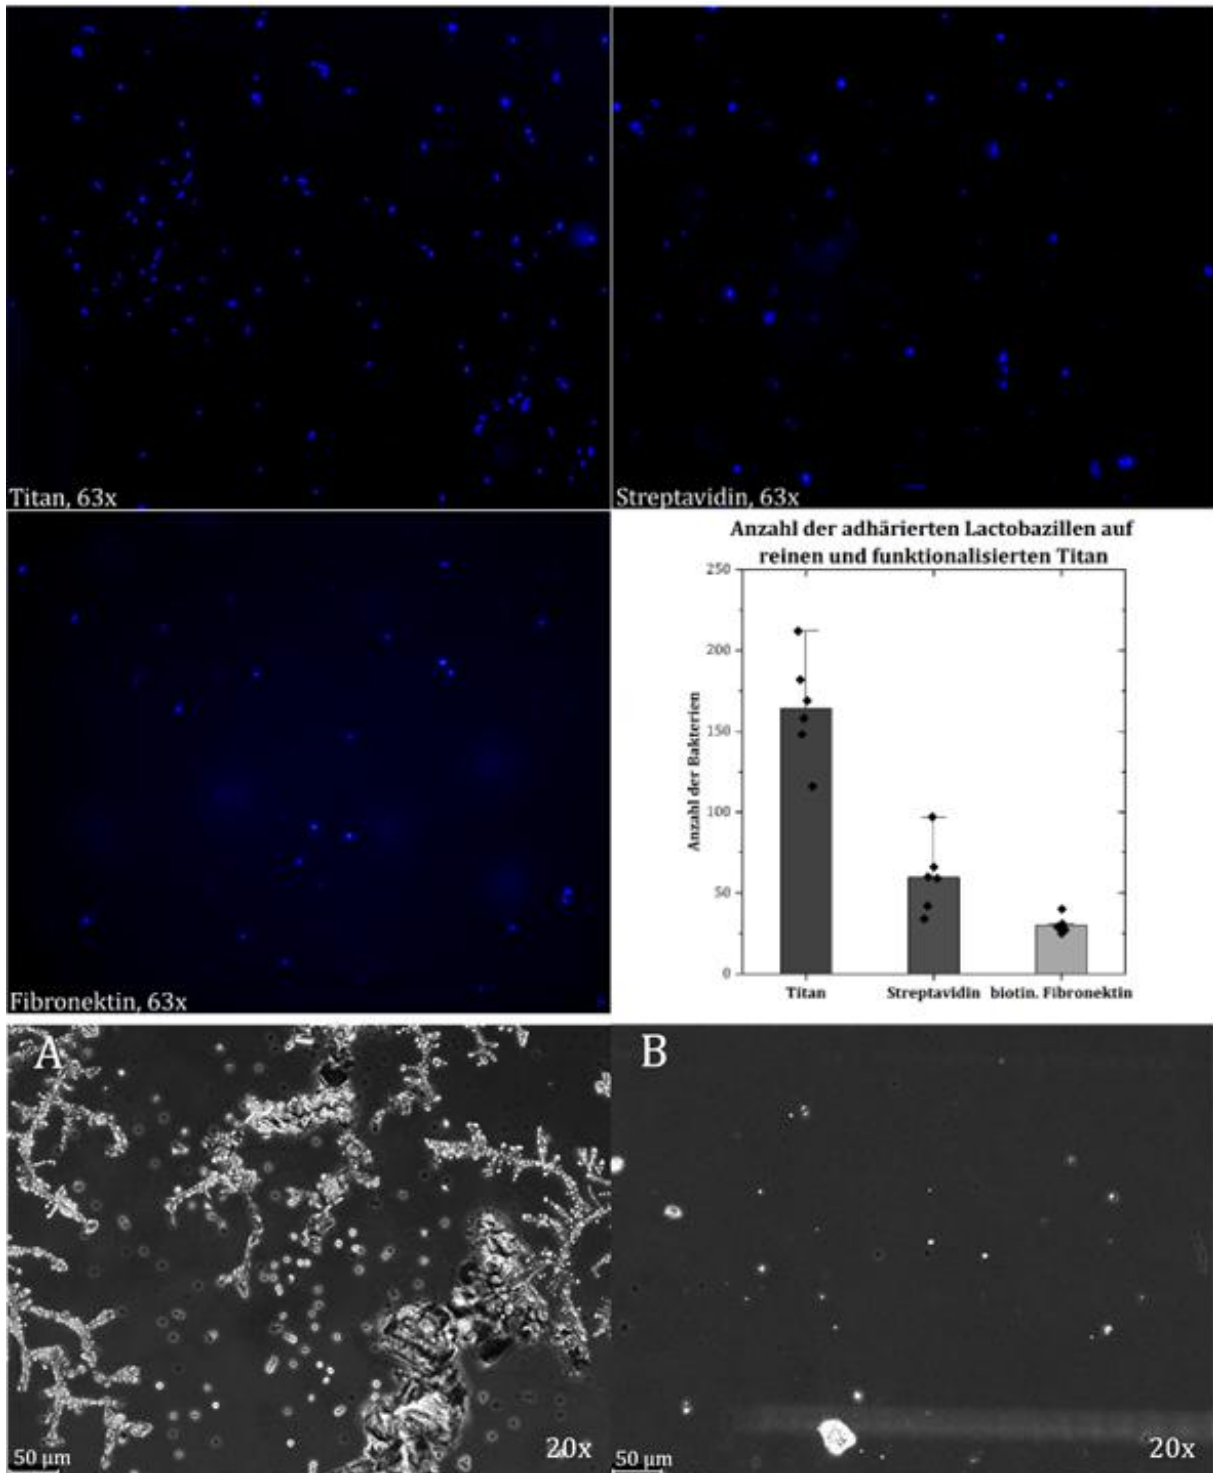 Titan, 63x
Streptavidin, 63x
Fibronektin, 63x
Anzahl der adhärierten Lactobazillen auf
reinen und funktionalisierten Titan
Anzahl der Bakterien
250
200
150
100
50
0
Titan
Streptavidin
biotin. Fibronektin
A
50 µm
20x
B
50 µm
20x